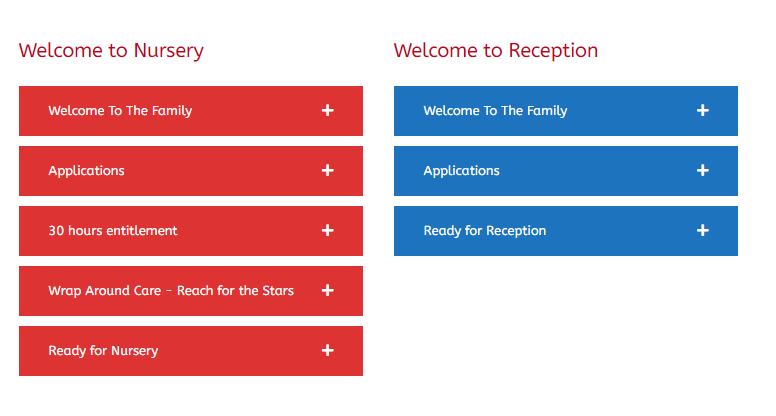 Welcome to Nursery
Welcome To The Family
Applications
30 hours entitlement
Wrap Around Care - Reach for the Stars
Ready for Nursery
Welcome to Reception
Welcome To The Family
Applications
Ready for Reception